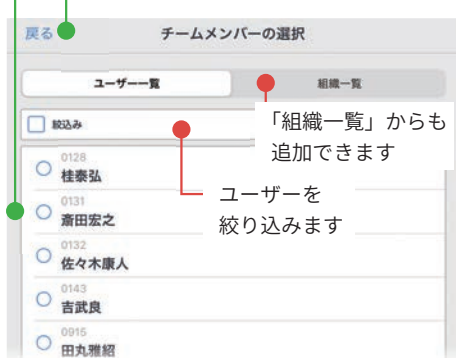 戻る
チームメンバーの選択
ユーザー一覧
組織一覧
絞込み
「組織一覧」からも
追加できます
ユーザーを
絞り込みます
0128
桂泰弘
0131
斎田宏之
0132
佐々木康人
0143
吉武良
0915
田丸雅紹